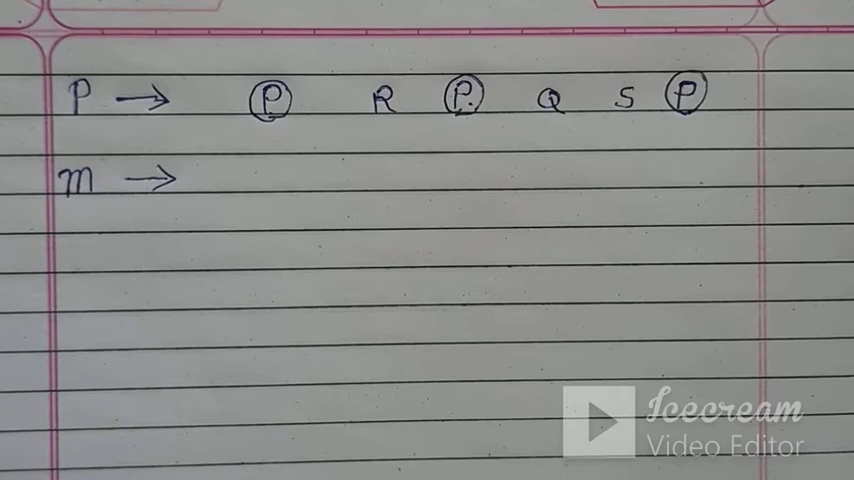 P → P R P. Q S P
m →
Icecream
Video Editor